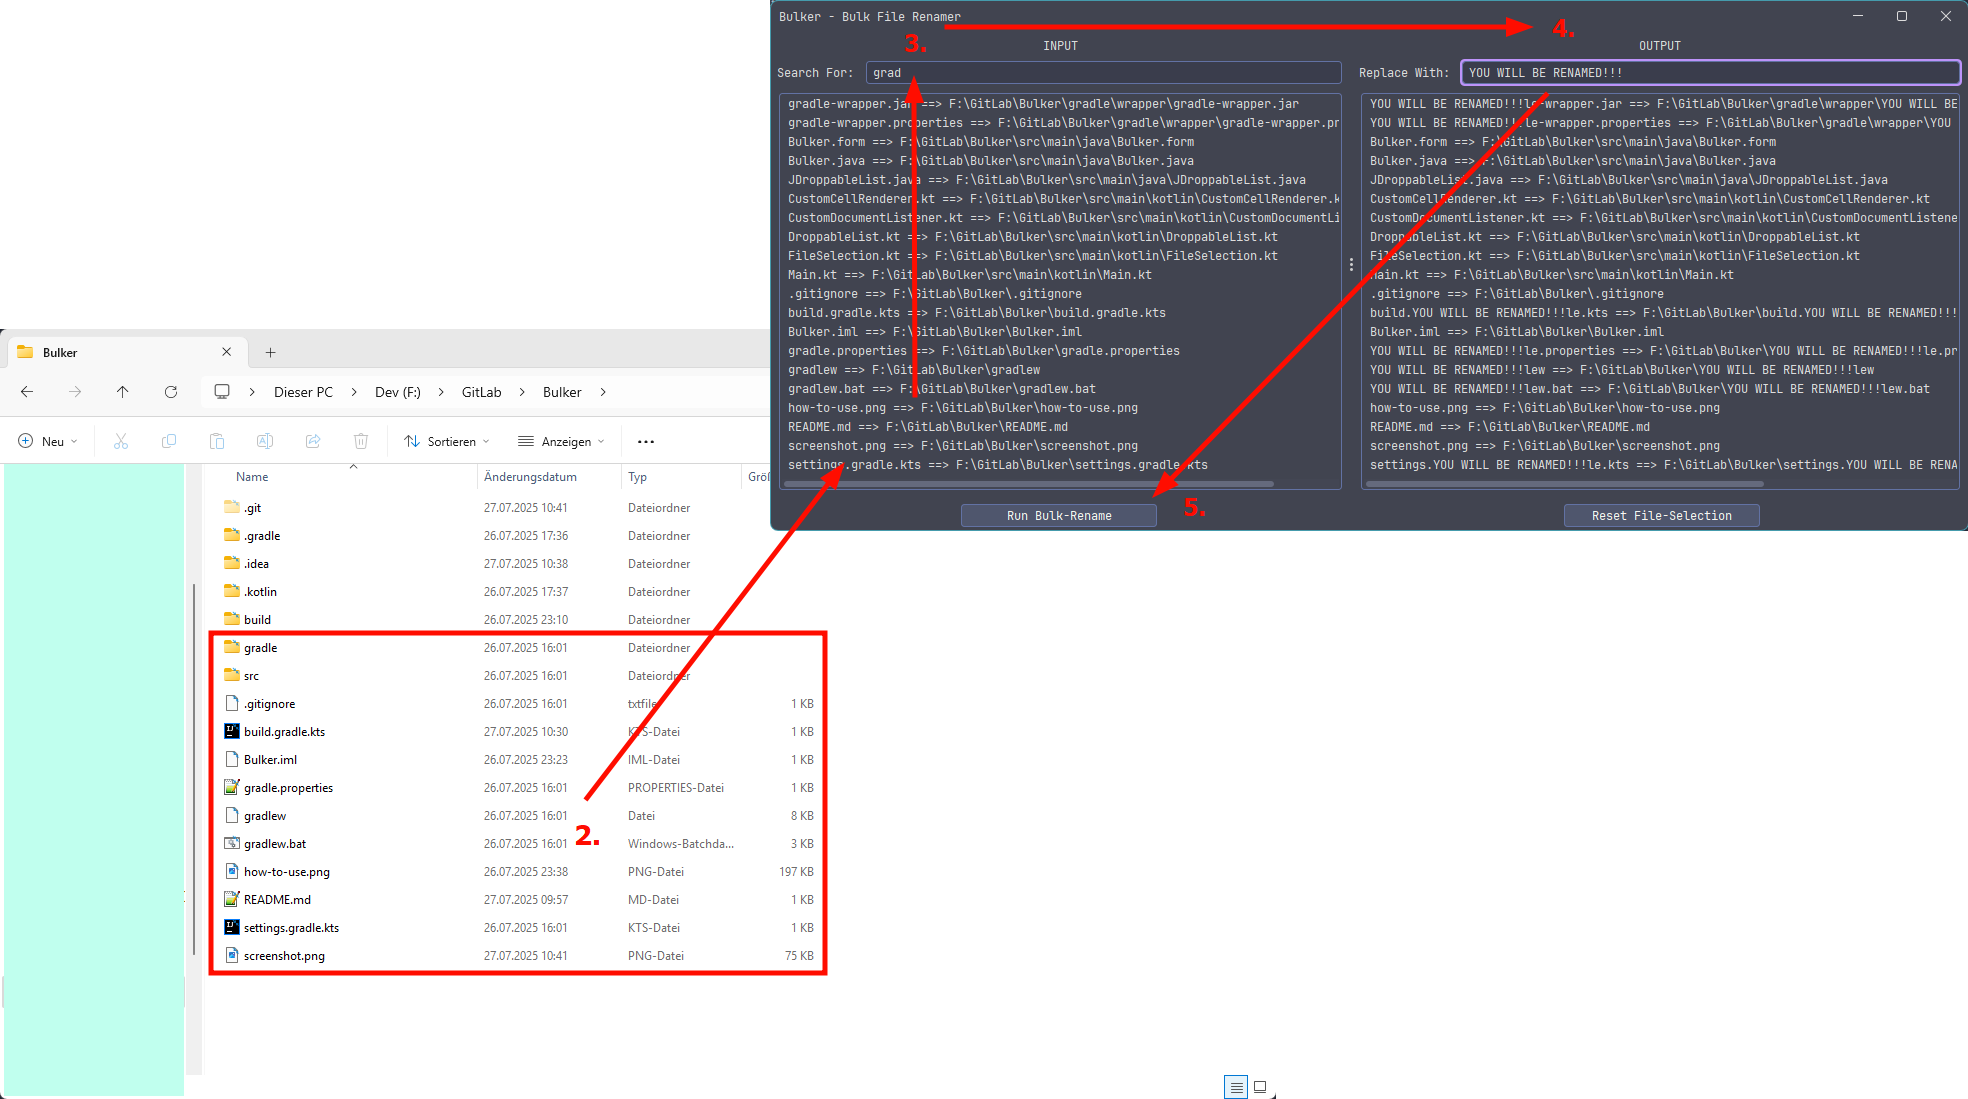 Bulker - Bulk File Renamer
3.
4.
INPUT
OUTPUT
Search For:
grad
Replace With:
YOU WILL BE RENAMED!!!
gradle-wrapper.jar ==> F:\GitLab\Bulker\gradle\wrapper\gradle-wrapper.jar
gradle-wrapper.properties ==> F:\GitLab\Bulker\gradle\wrapper\gradle-wrapper.pr
Bulker.form ==> F:\GitLab\Bulker\src\main\java\Bulker.form
Bulker.java ==> F:\GitLab\Bulker\src\main\java\Bulker.java
JDroppableList.java ==> F:\GitLab\Bulker\src\main\java\JDroppableList.java
CustomCellRenderer.kt ==> F:\GitLab\Bulker\src\main\kotlin\CustomCellRenderer.k
CustomDocumentListener.kt ==> F:\GitLab\Bulker\src\main\kotlin\CustomDocumentLi
DroppableList.kt ==> F:\GitLab\Bulker\src\main\kotlin\DroppableList.kt
FileSelection.kt ==> F:\GitLab\Bulker\src\main\kotlin\FileSelection.kt
Main.kt ==> F:\GitLab\Bulker\src\main\kotlin\Main.kt
.gitignore ==> F:\GitLab\Bulker\.gitignore
build.gradle.kts ==> F:\GitLab\Bulker\build.gradle.kts
Bulker.iml ==> F:\GitLab\Bulker\Bulker.iml
gradle.properties ==> F:\GitLab\Bulker\gradle.properties
gradlew ==> F:\GitLab\Bulker\gradlew
gradlew.bat ==> F:\GitLab\Bulker\gradlew.bat
how-to-use.png ==> F:\GitLab\Bulker\how-to-use.png
README.md ==> F:\GitLab\Bulker\README.md
screenshot.png ==> F:\GitLab\Bulker\screenshot.png
settings.gradle.kts ==> F:\GitLab\Bulker\settings.gradle.kts
YOU WILL BE RENAMED!!!le-wrapper.jar ==> F:\GitLab\Bulker\gradle\wrapper\YOU WILL BE
YOU WILL BE RENAMED!!!le-wrapper.properties ==> F:\GitLab\Bulker\gradle\wrapper\YOU
Bulker.form ==> F:\GitLab\Bulker\src\main\java\Bulker.form
Bulker.java ==> F:\GitLab\Bulker\src\main\java\Bulker.java
JDroppableList.java ==> F:\GitLab\Bulker\src\main\java\JDroppableList.java
CustomCellRenderer.kt ==> F:\GitLab\Bulker\src\main\kotlin\CustomCellRenderer.kt
CustomDocumentListener.kt ==> F:\GitLab\Bulker\src\main\kotlin\CustomDocumentListene
DroppableList.kt ==> F:\GitLab\Bulker\src\main\kotlin\DroppableList.kt
FileSelection.kt ==> F:\GitLab\Bulker\src\main\kotlin\FileSelection.kt
Main.kt ==> F:\GitLab\Bulker\src\main\kotlin\Main.kt
.gitignore ==> F:\GitLab\Bulker\.gitignore
build.YOU WILL BE RENAMED!!!le.kts ==> F:\GitLab\Bulker\build.YOU WILL BE RENAMED!!!
Bulker.iml ==> F:\GitLab\Bulker\Bulker.iml
YOU WILL BE RENAMED!!!le.properties ==> F:\GitLab\Bulker\YOU WILL BE RENAMED!!!le.pr
YOU WILL BE RENAMED!!!lew ==> F:\GitLab\Bulker\YOU WILL BE RENAMED!!!lew
YOU WILL BE RENAMED!!!lew.bat ==> F:\GitLab\Bulker\YOU WILL BE RENAMED!!!lew.bat
how-to-use.png ==> F:\GitLab\Bulker\how-to-use.png
README.md ==> F:\GitLab\Bulker\README.md
screenshot.png ==> F:\GitLab\Bulker\screenshot.png
settings.YOU WILL BE RENAMED!!!le.kts ==> F:\GitLab\Bulker\settings.YOU WILL BE RENA
5.
Run Bulk-Rename
Reset File-Selection
Bulker
Dieser PC > Dev (F:) > GitLab > Bulker >
Neu
Sortieren
Anzeigen
Name Änderungsdatum Typ Größ
.git 27.07.2025 10:41 Dateiordner
.gradle 26.07.2025 17:36 Dateiordner
.idea 27.07.2025 10:38 Dateiordner
.kotlin 26.07.2025 17:37 Dateiordner
build 26.07.2025 23:10 Dateiordner
gradle 26.07.2025 16:01 Dateiordner
src 26.07.2025 16:01 Dateiordner
.gitignore 26.07.2025 16:01 txtfile 1 KB
build.gradle.kts 27.07.2025 10:30 KTS-Datei 1 KB
Bulker.iml 26.07.2025 23:23 IML-Datei 1 KB
gradle.properties 26.07.2025 16:01 PROPERTIES-Datei 1 KB
gradlew 26.07.2025 16:01 Datei 8 KB
2.
gradlew.bat 26.07.2025 16:01 Windows-Batchda... 3 KB
how-to-use.png 26.07.2025 23:38 PNG-Datei 197 KB
README.md 27.07.2025 09:57 MD-Datei 1 KB
settings.gradle.kts 26.07.2025 16:01 KTS-Datei 1 KB
screenshot.png 27.07.2025 10:41 PNG-Datei 75 KB